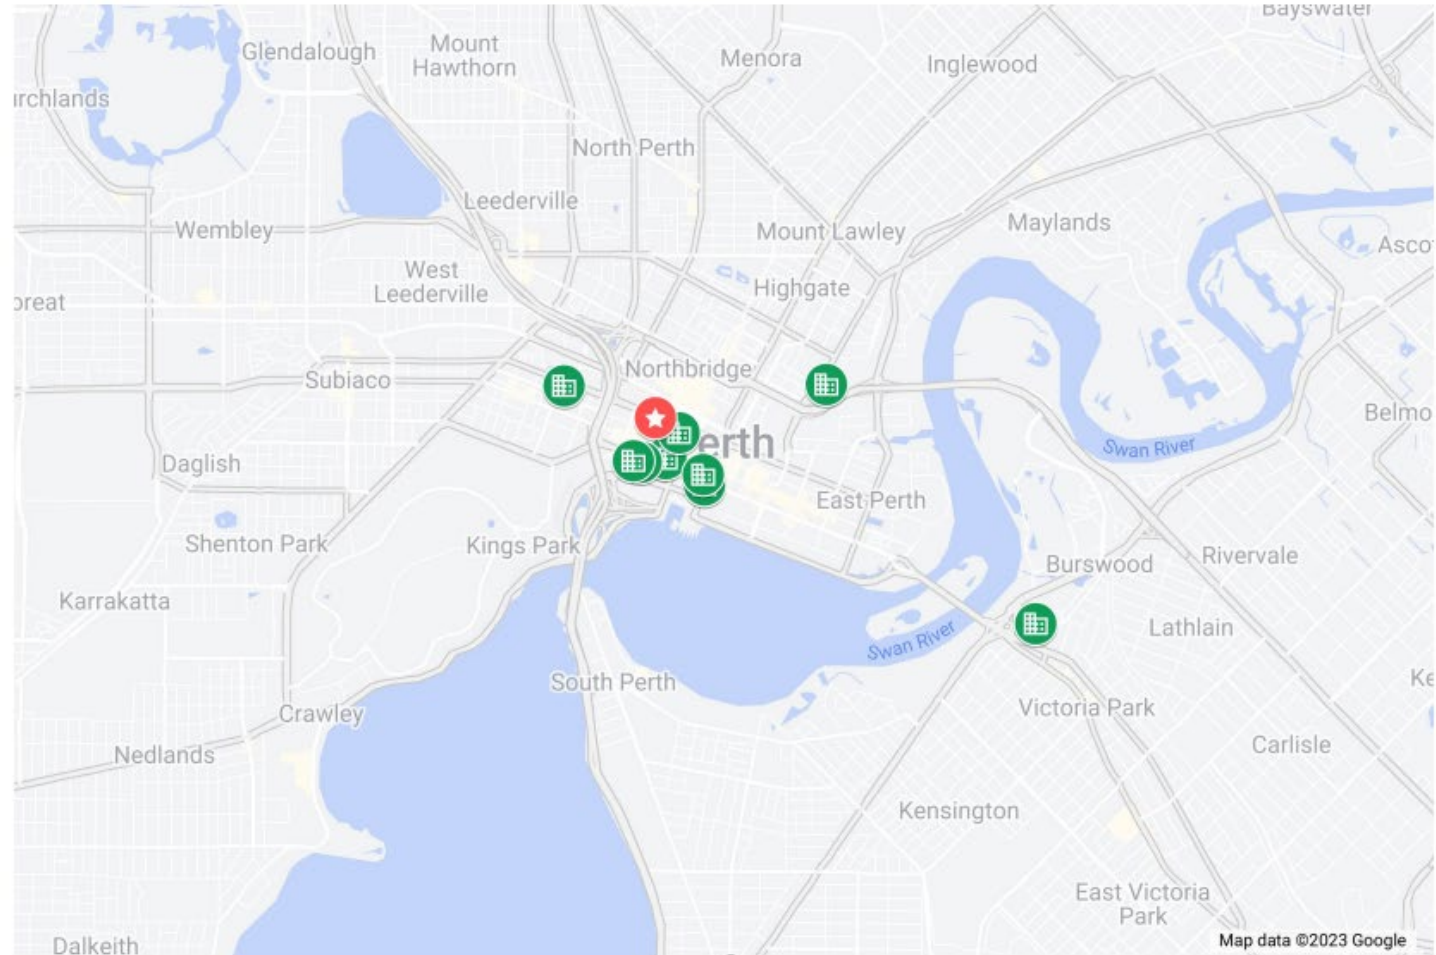 Bayswater
Glendalough
Mount
Hawthorn
Menora
Inglewood
irchlands
North Perth
Leederville
Wembley
Mount Lawley
Maylands
Asco
West
Leederville
Highgate
oreat
Northbridge
Subiaco
Belmo
erth
Swan River
Daglish
East Perth
Shenton Park
Kings Park
Burswood
Rivervale
Karrakatta
Lathlain
Swan River
South Perth
Ke
Crawley
Victoria Park
Nedlands
Carlisle
Kensington
East Victoria
Park
Dalkeith
Map data ©2023 Google